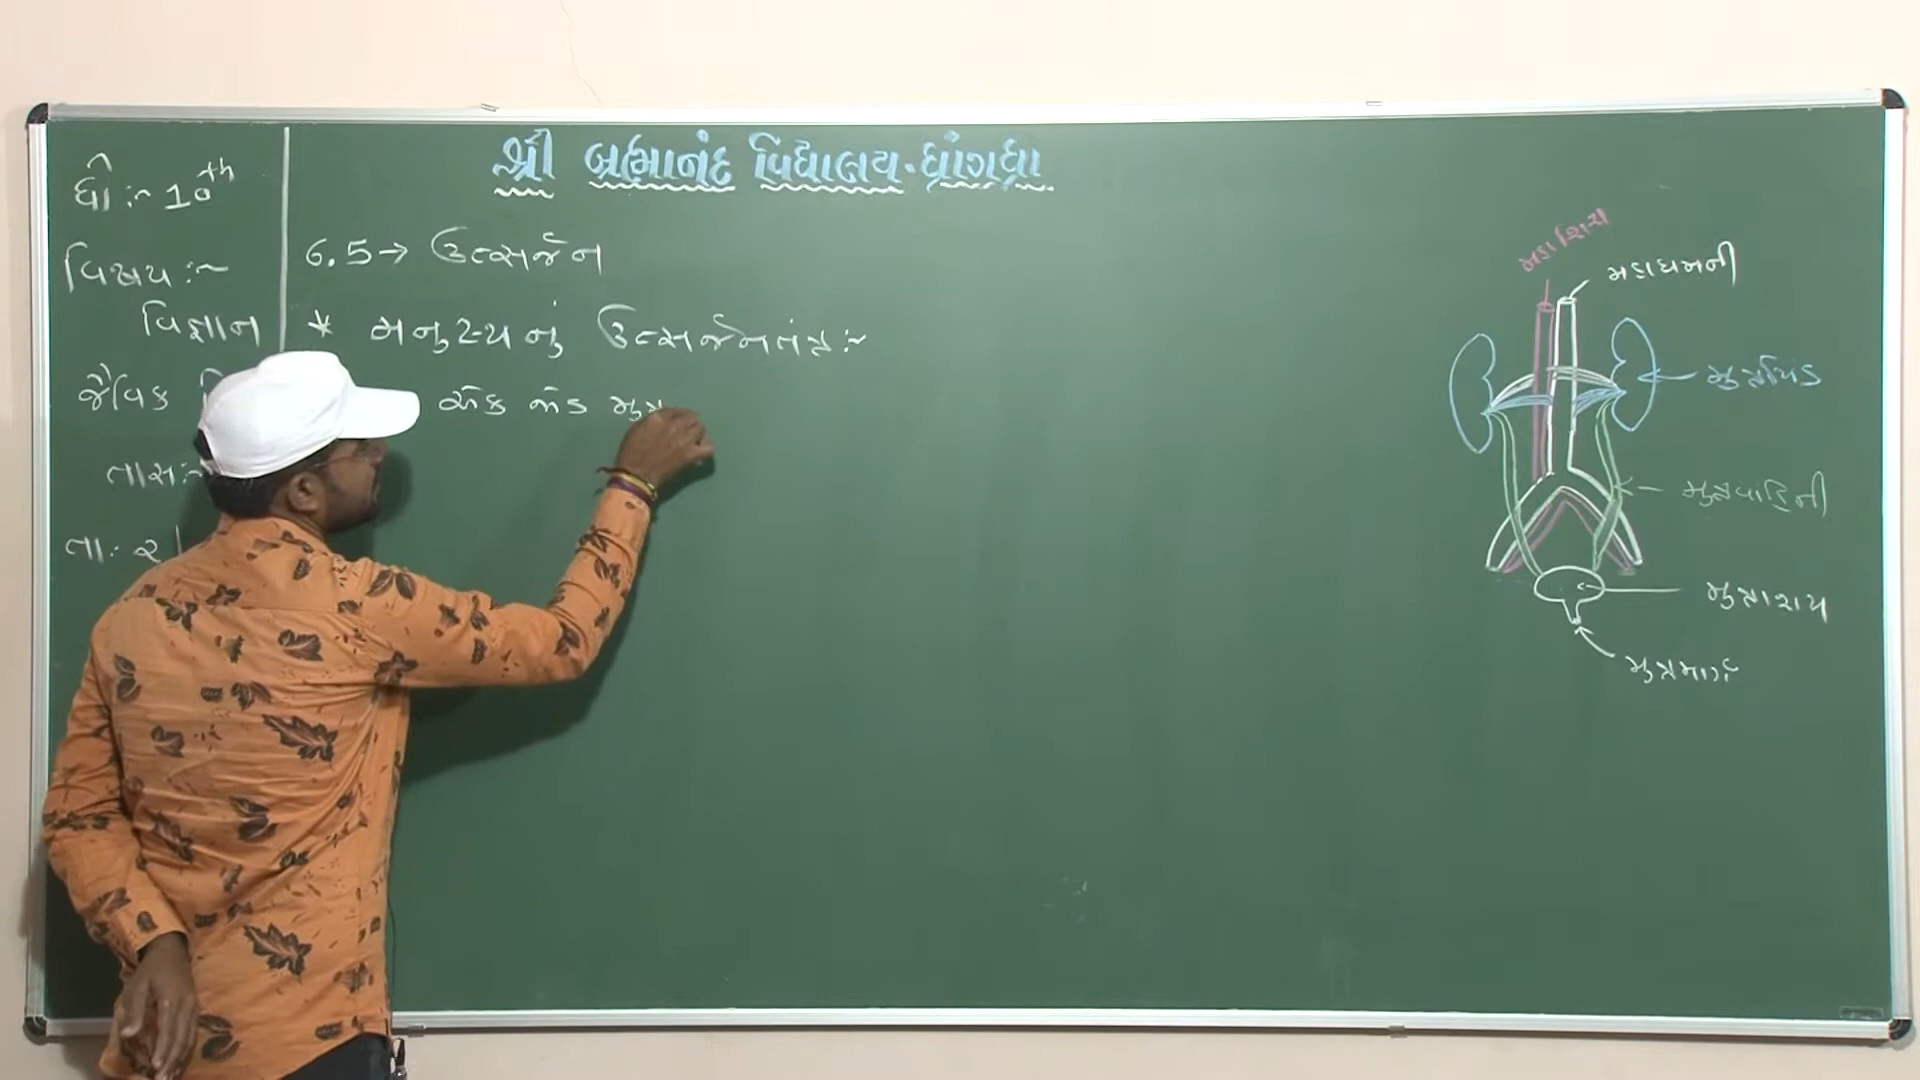 શ્રી બ્રહ્માનંદ વિદ્યાલય - ધ્રાંગધ્રા
ધો :- 10th
વિષય :-
વિજ્ઞાન
જૈવિક
તાસ :-
તા :- ૨
6.5 → ઉત્સર્જન
* મનુષ્યનું ઉત્સર્જનતંત્ર :-
એક જોડ મુત્ર
મહાશિરા
મહાધમની
મુત્રપિંડ
મુત્રવાહિની
મુત્રાશય
મુત્રમાર્ગ